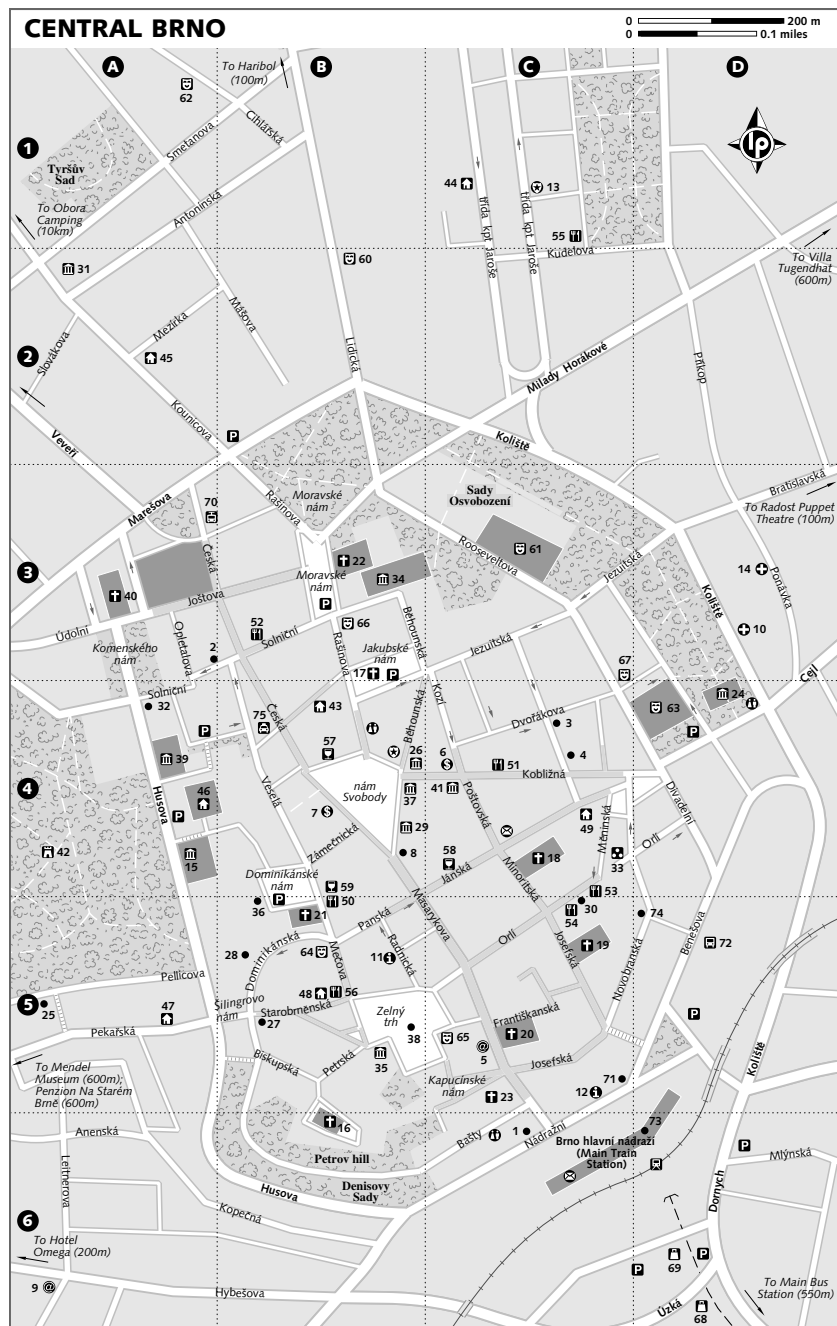 CENTRAL BRNO
0 200 m
0 0.1 miles
A
B
C
D
To Haribol
(100m)
62
Cihlářská
Smetanova
1
Tyršův
Sad
44
13
třída kpt Jaroše
třída kpt Jaroše
Antonínská
To Obora
Camping
(10km)
55
Kudelova
31
60
To Villa
Tugendhat
(600m)
Mášova
Mezírka
Slovákova
2
45
Lidická
Příkop
Milady Horákové
Kounicova
P
Koliště
Veveří
Bratislavská
Sady
Osvobození
Moravské
nám
70
Rašínova
Marešova
To Radost Puppet
Theatre (100m)
61
Rooseveltova
22
3
Česká
34
14
Jezuitská
Ponávka
Moravské
nám
40
Joštova
P
Koliště
Běhounská
66
52
10
Údolní
Solniční
Opletalova
Rašínova
Jezuitská
Komenského
nám
Jakubské
nám
2
67
17
P
Cejl
Solniční
Kozí
24
63
32
43
Dvořákova
3
Česká
75
P
Běhounská
P
57
26
6
4
39
51
Kobližná
4
46
Veselá
nám
Svobody
37
41
Divadelní
Husova
P
7
Poštovská
49
Měnínská
29
Zámečnická
Orlí
42
15
8
58
18
33
Jánská
Minoritská
Dominikánské
nám
59
53
P
50
36
30
54
21
Masarykova
74
Panská
Orlí
Benešova
Dominikánská
19
72
28
64
Mečova
Radnická
11
Josefská
Pellicova
Novobranská
48
56
5
25
47
Šilingrovo
nám
Starobněnská
Zelný
trh
Františkanská
P
Pekařská
27
38
65
20
5
Koliště
Biskupská
Petrská
35
Josefská
To Mendel
Museum (600m);
Penzion Na Starém
Brně (600m)
Kapucínské
nám
71
12
23
16
Anenská
Bašty
1
73
Nádražní
Brno hlavní nádraží
(Main Train
Station)
P
Petrov hill
Mlýnská
Leitnerova
Denisovy
Sady
Husova
Dornych
Kopečná
6
To Hotel
Omega (200m)
69
P
P
9
Hybešova
To Main Bus
Station (550m)
Úzká
68